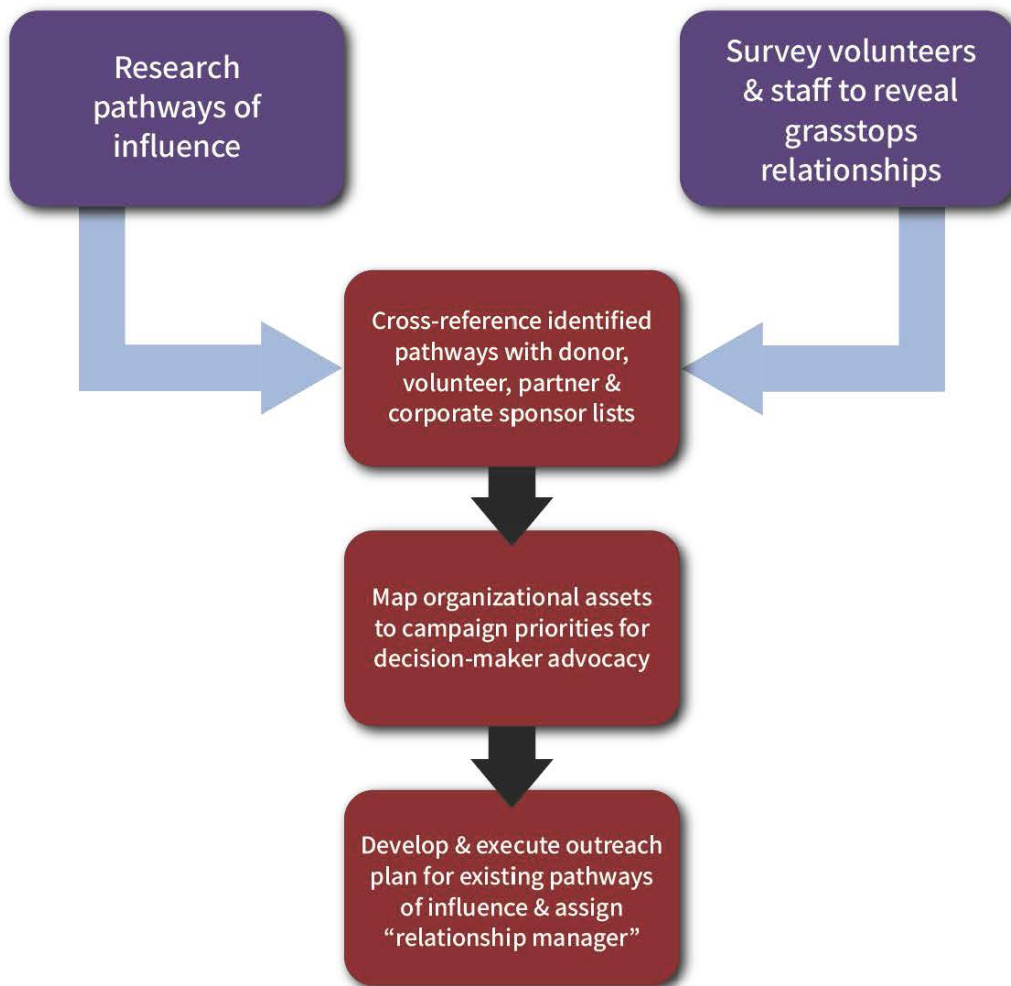 Research
pathways of
influence
Survey volunteers
& staff to reveal
grasstops
relationships
Cross-reference identified
pathways with donor,
volunteer, partner &
corporate sponsor lists
Map organizational assets
to campaign priorities for
decision-maker advocacy
Develop & execute outreach
plan for existing pathways
of influence & assign
“relationship manager”